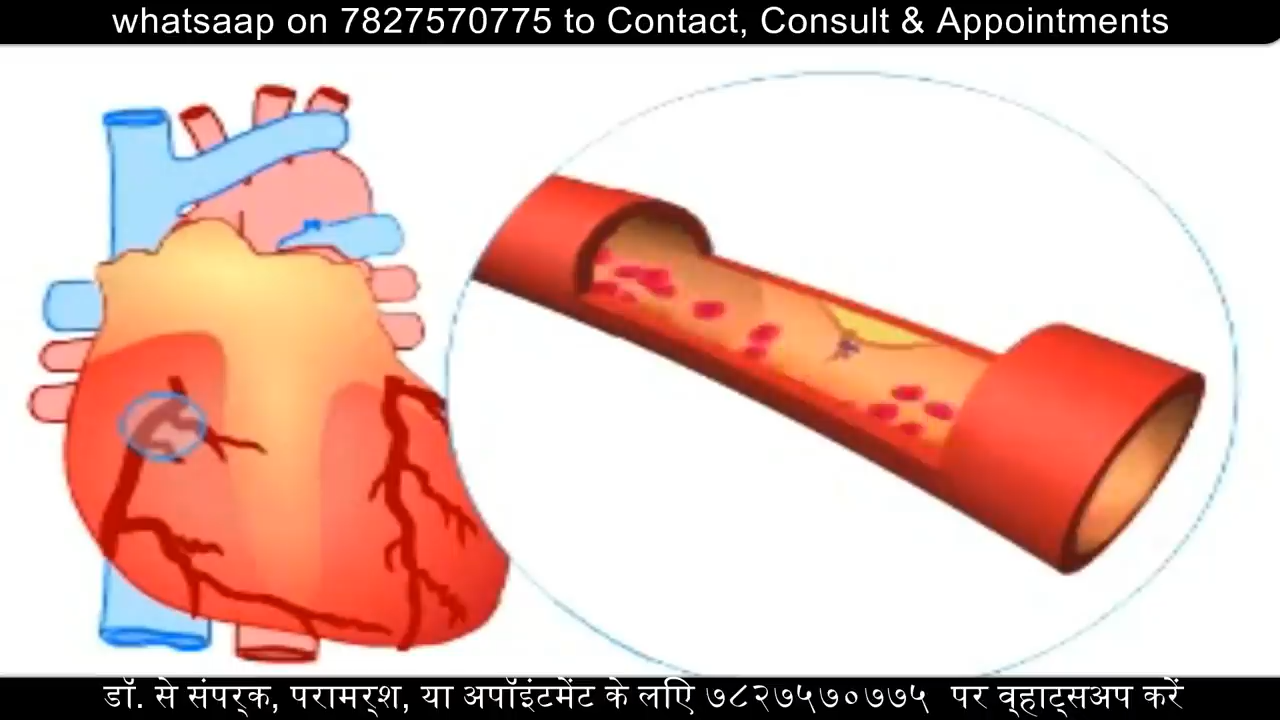 whatsaap on 7827570775 to Contact, Consult & Appointments
डॉ. से संपर्क, परामर्श, या अपॉइंटमेंट के लिए ७८२७५७०७७५ पर व्हाट्सअप करें